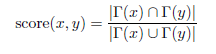 score(x, y) = |Γ(x) ∩ Γ(y)| / |Γ(x) ∪ Γ(y)|